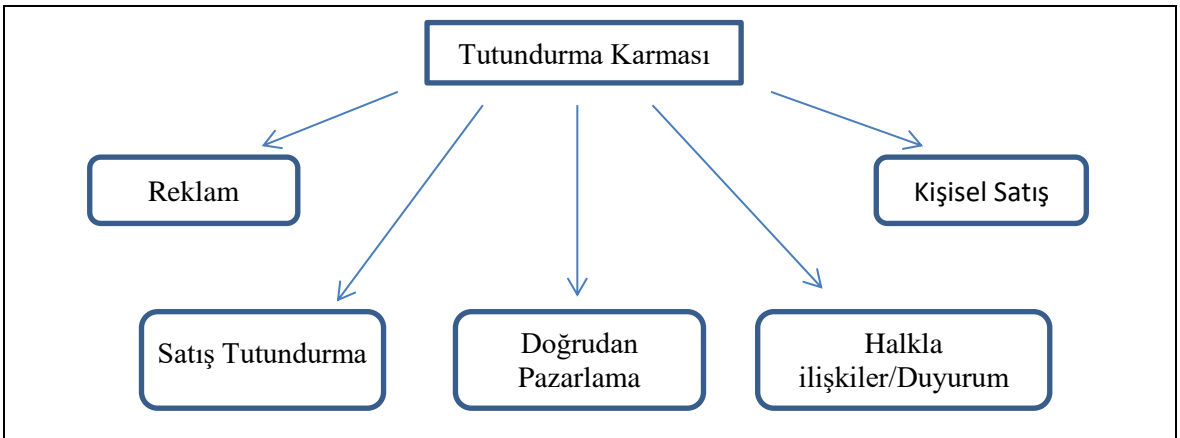 Tutundurma Karması
Reklam
Kişisel Satış
Satış Tutundurma
Doğrudan
Pazarlama
Halkla
ilişkiler/Duyurum